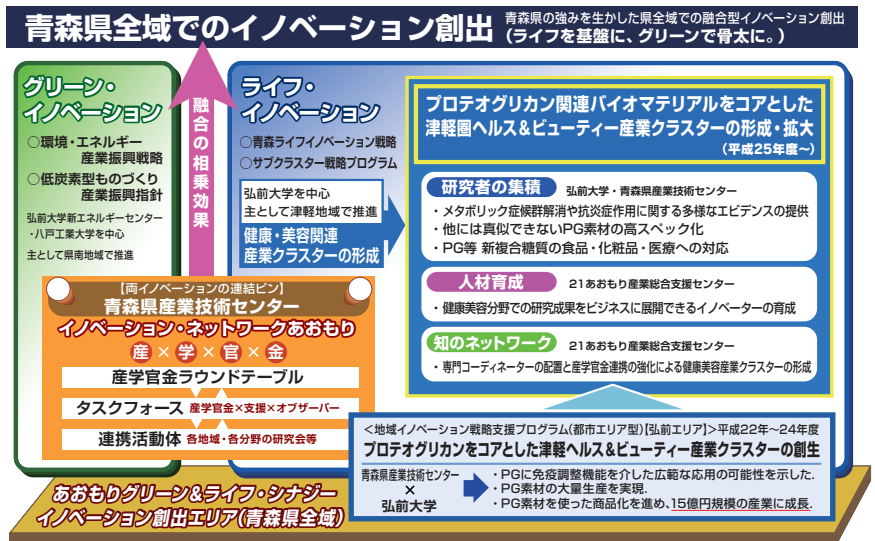 青森県全域でのイノベーション創出
青森県の強みを生かした県全域での融合型イノベーション創出
（ライフを基盤に、グリーンで骨太に。）
グリーン・
イノベーション
○環境・エネルギー
産業振興戦略
○低炭素型ものづくり
産業振興指針
弘前大学新エネルギーセンター
・八戸工業大学を中心
主として県南地域で推進
融合の相乗効果
ライフ・
イノベーション
○青森ライフイノベーション戦略
○サブクラスター戦略プログラム
弘前大学を中心
主として津軽地域で推進
健康・美容関連
産業クラスターの形成
プロテオグリカン関連バイオマテリアルをコアとした
津軽圏ヘルス＆ビューティー産業クラスターの形成・拡大
（平成25年度～）
研究者の集積 弘前大学・青森県産業技術センター
・メタボリック症候群解消や抗炎症作用に関する多様なエビデンスの提供
・他には真似できないPG素材の高スペック化
・PG等 新複合糖質の食品・化粧品・医療への対応
人材育成 21あおもり産業総合支援センター
・健康美容分野での研究成果をビジネスに展開できるイノベーターの育成
知のネットワーク 21あおもり産業総合支援センター
・専門コーディネーターの配置と産学官金連携の強化による健康美容産業クラスターの形成
【両イノベーションの連結ピン】
青森県産業技術センター
イノベーション・ネットワークあおもり
産×学×官×金
産学官金ラウンドテーブル
タスクフォース 産学官金×支援×オブザーバー
連携活動体 各地域・各分野の研究会等
＜地域イノベーション戦略支援プログラム（都市エリア型）【弘前エリア】＞平成22年～24年度
プロテオグリカンをコアとした津軽ヘルス＆ビューティー産業クラスターの創生
青森県産業技術センター
×
弘前大学
・PGに免疫調整機能を介した広範な応用の可能性を示した.
・PG素材の大量生産を実現.
・PG素材を使った商品化を進め、15億円規模の産業に成長.
あおもりグリーン＆ライフ・シナジー
イノベーション創出エリア（青森県全域）